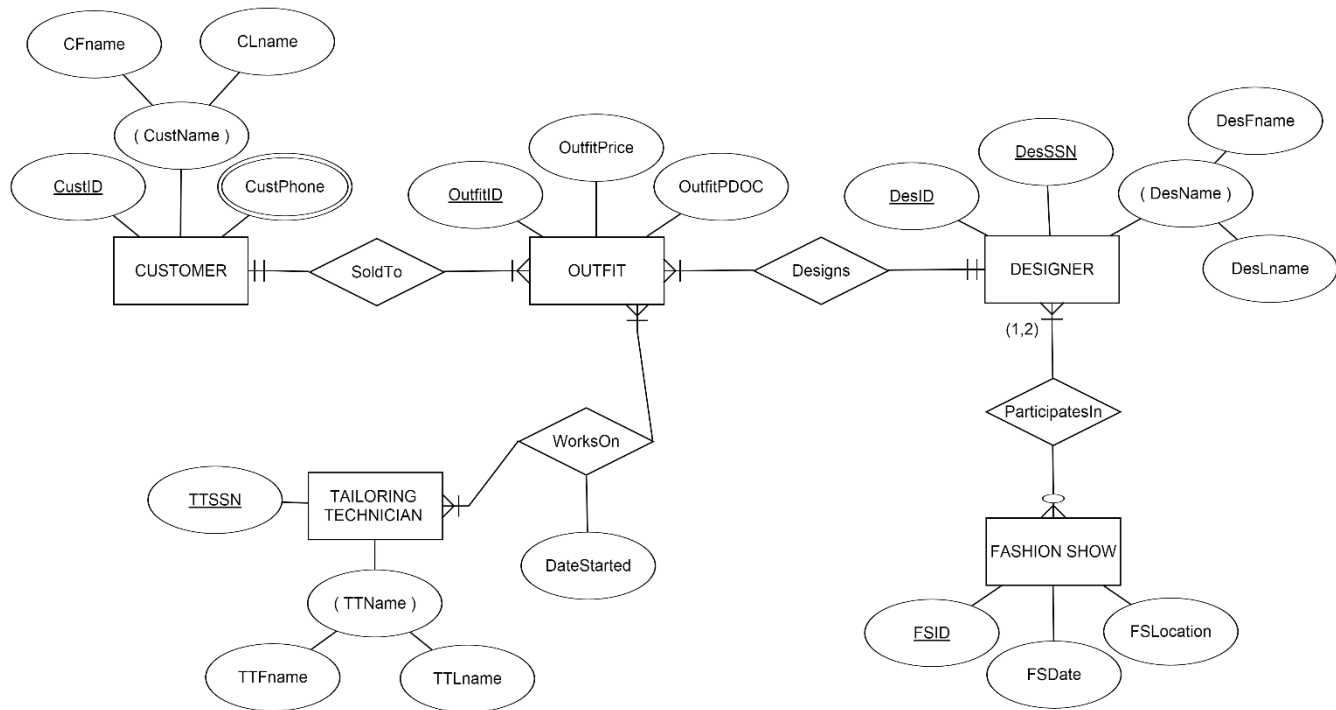 CFname
CLname
( CustName )
CustID
CustPhone
CUSTOMER
SoldTo
OutfitID
OutfitPrice
OutfitPDOC
OUTFIT
Designs
DesID
DesSSN
DesFname
( DesName )
DesLname
DESIGNER
(1,2)
ParticipatesIn
WorksOn
DateStarted
TTSSN
TAILORING
TECHNICIAN
( TTName )
TTFname
TTLname
FASHION SHOW
FSID
FSDate
FSLocation